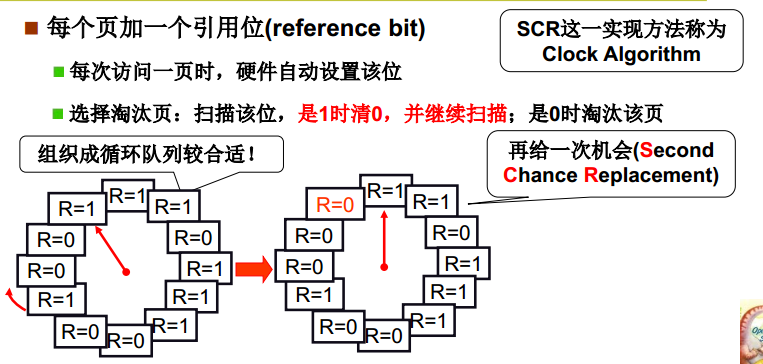 每个页加一个引用位(reference bit)
SCR这一实现方法称为
Clock Algorithm
每次访问一页时，硬件自动设置该位
选择淘汰页：扫描该位，是1时清0，并继续扫描；是0时淘汰该页
组织成循环队列较合适！
再给一次机会(Second
Chance Replacement)
R=1
R=1
R=1
R=0
R=0
R=0
R=1
R=1
R=1
R=1
R=0
R=0
R=0
R=1
R=1
R=0
R=0
R=0
R=1
R=1
R=1
R=1
R=0
R=0